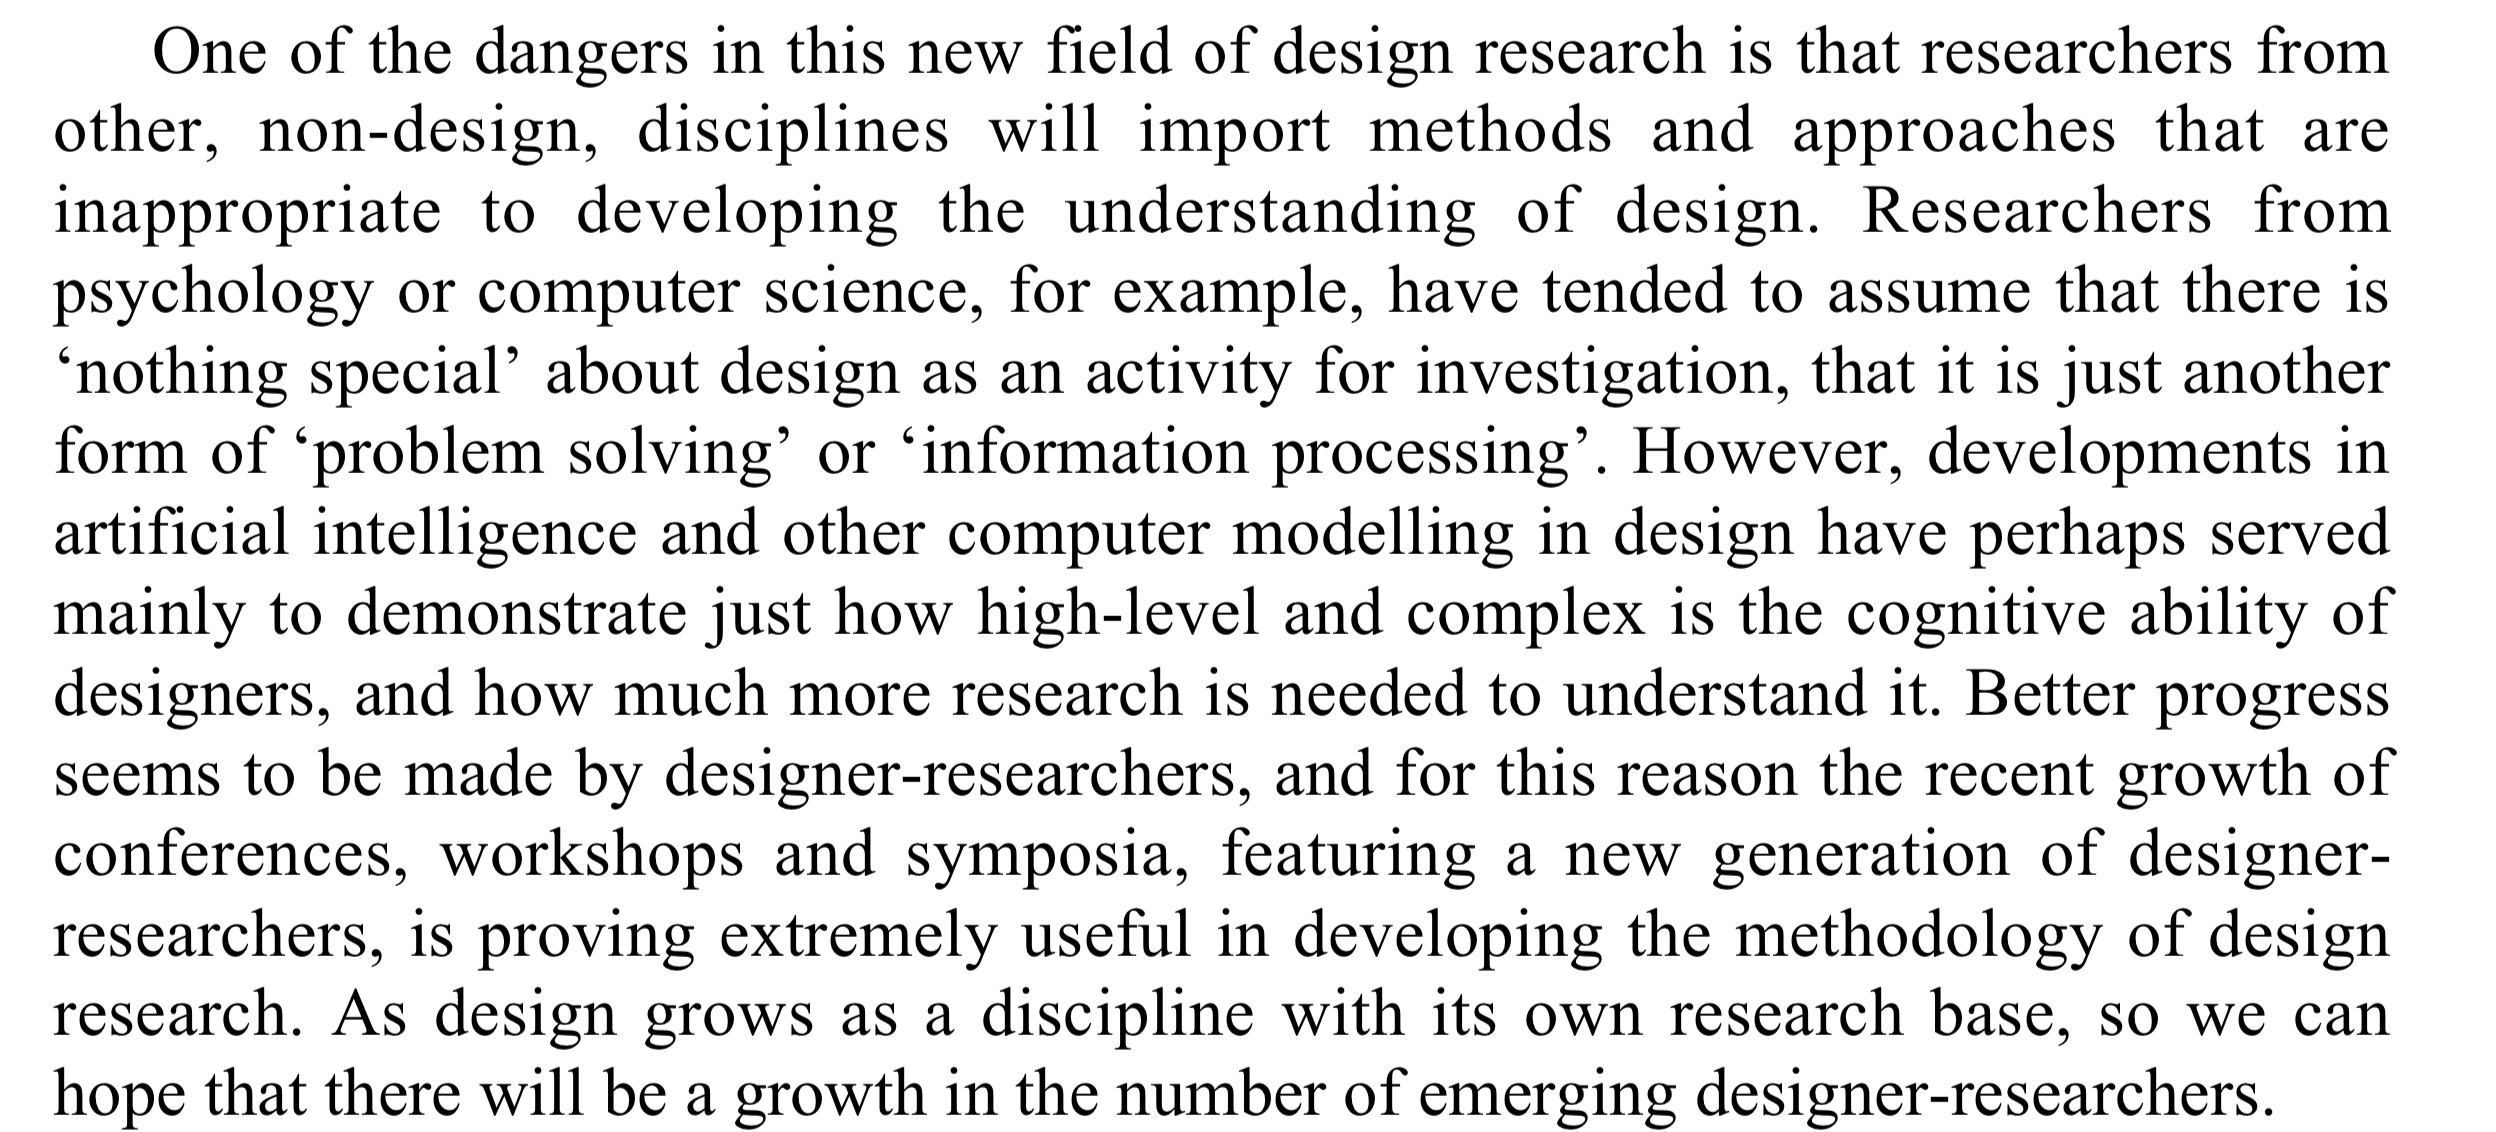 One of the dangers in this new field of design research is that researchers from
other, non-design, disciplines will import methods and approaches that are
inappropriate to developing the understanding of design. Researchers from
psychology or computer science, for example, have tended to assume that there is
‘nothing special’ about design as an activity for investigation, that it is just another
form of ‘problem solving’ or ‘information processing’. However, developments in
artificial intelligence and other computer modelling in design have perhaps served
mainly to demonstrate just how high-level and complex is the cognitive ability of
designers, and how much more research is needed to understand it. Better progress
seems to be made by designer-researchers, and for this reason the recent growth of
conferences, workshops and symposia, featuring a new generation of designer-
researchers, is proving extremely useful in developing the methodology of design
research. As design grows as a discipline with its own research base, so we can
hope that there will be a growth in the number of emerging designer-researchers.